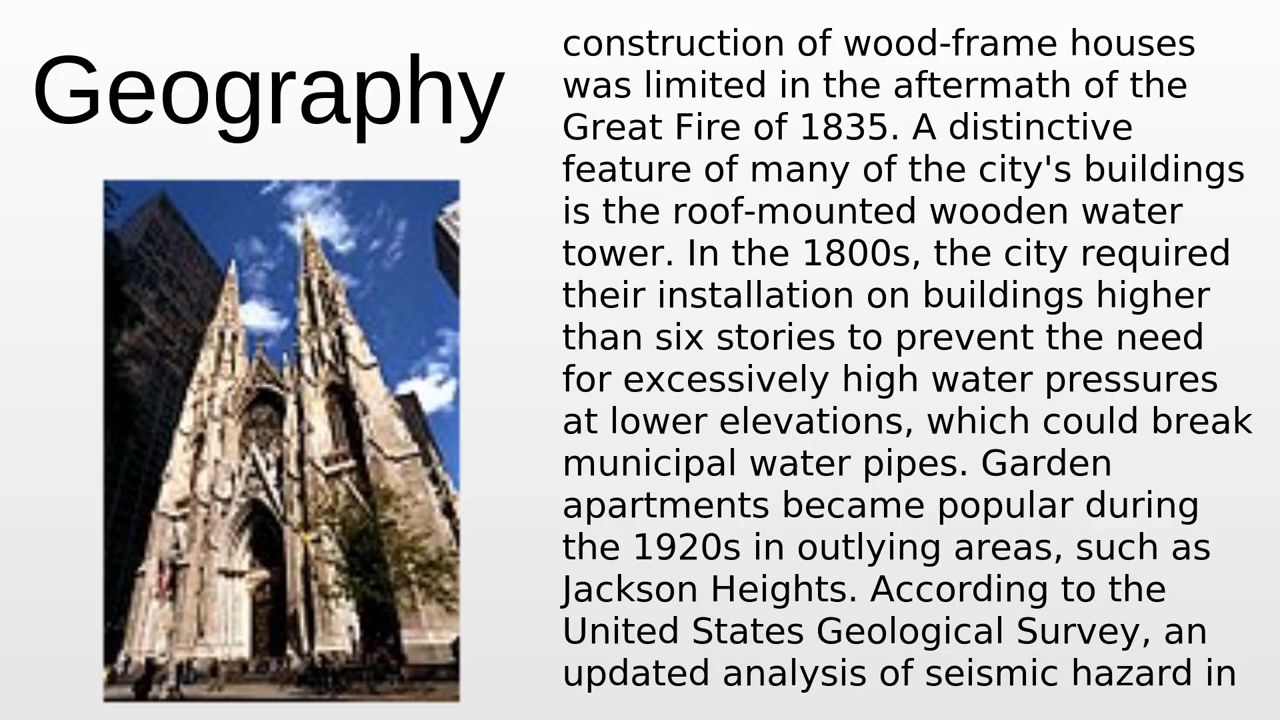 Geography
construction of wood-frame houses
was limited in the aftermath of the
Great Fire of 1835. A distinctive
feature of many of the city's buildings
is the roof-mounted wooden water
tower. In the 1800s, the city required
their installation on buildings higher
than six stories to prevent the need
for excessively high water pressures
at lower elevations, which could break
municipal water pipes. Garden
apartments became popular during
the 1920s in outlying areas, such as
Jackson Heights. According to the
United States Geological Survey, an
updated analysis of seismic hazard in